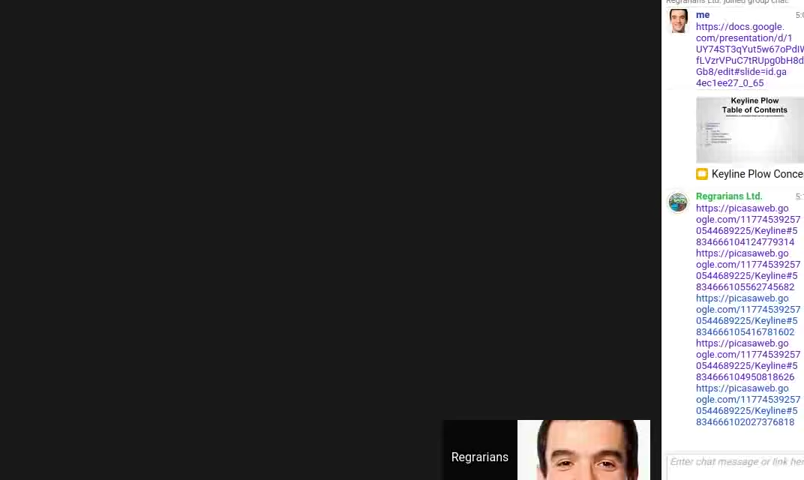 Regrarians Ltd. joined group chat.
me
https://docs.google.
com/presentation/d/1
UY74ST3qYut5w67oPdi
fLVzrVPuC7tRUpg0bH8d
Gb8/edit#slide=id.ga
4ec1ee27_0_65
Keyline Plow
Table of Contents
Keyline Plow Conce
Regrarians Ltd.
https://picasaweb.go
ogle.com/11774539257
0544689225/Keyline#5
834666104124779314
https://picasaweb.go
ogle.com/11774539257
0544689225/Keyline#5
834666105562745682
https://picasaweb.go
ogle.com/11774539257
0544689225/Keyline#5
834666105416781602
https://picasaweb.go
ogle.com/11774539257
0544689225/Keyline#5
834666104950818626
https://picasaweb.go
ogle.com/11774539257
0544689225/Keyline#5
834666102027376818
Regrarians
Enter chat message or link her